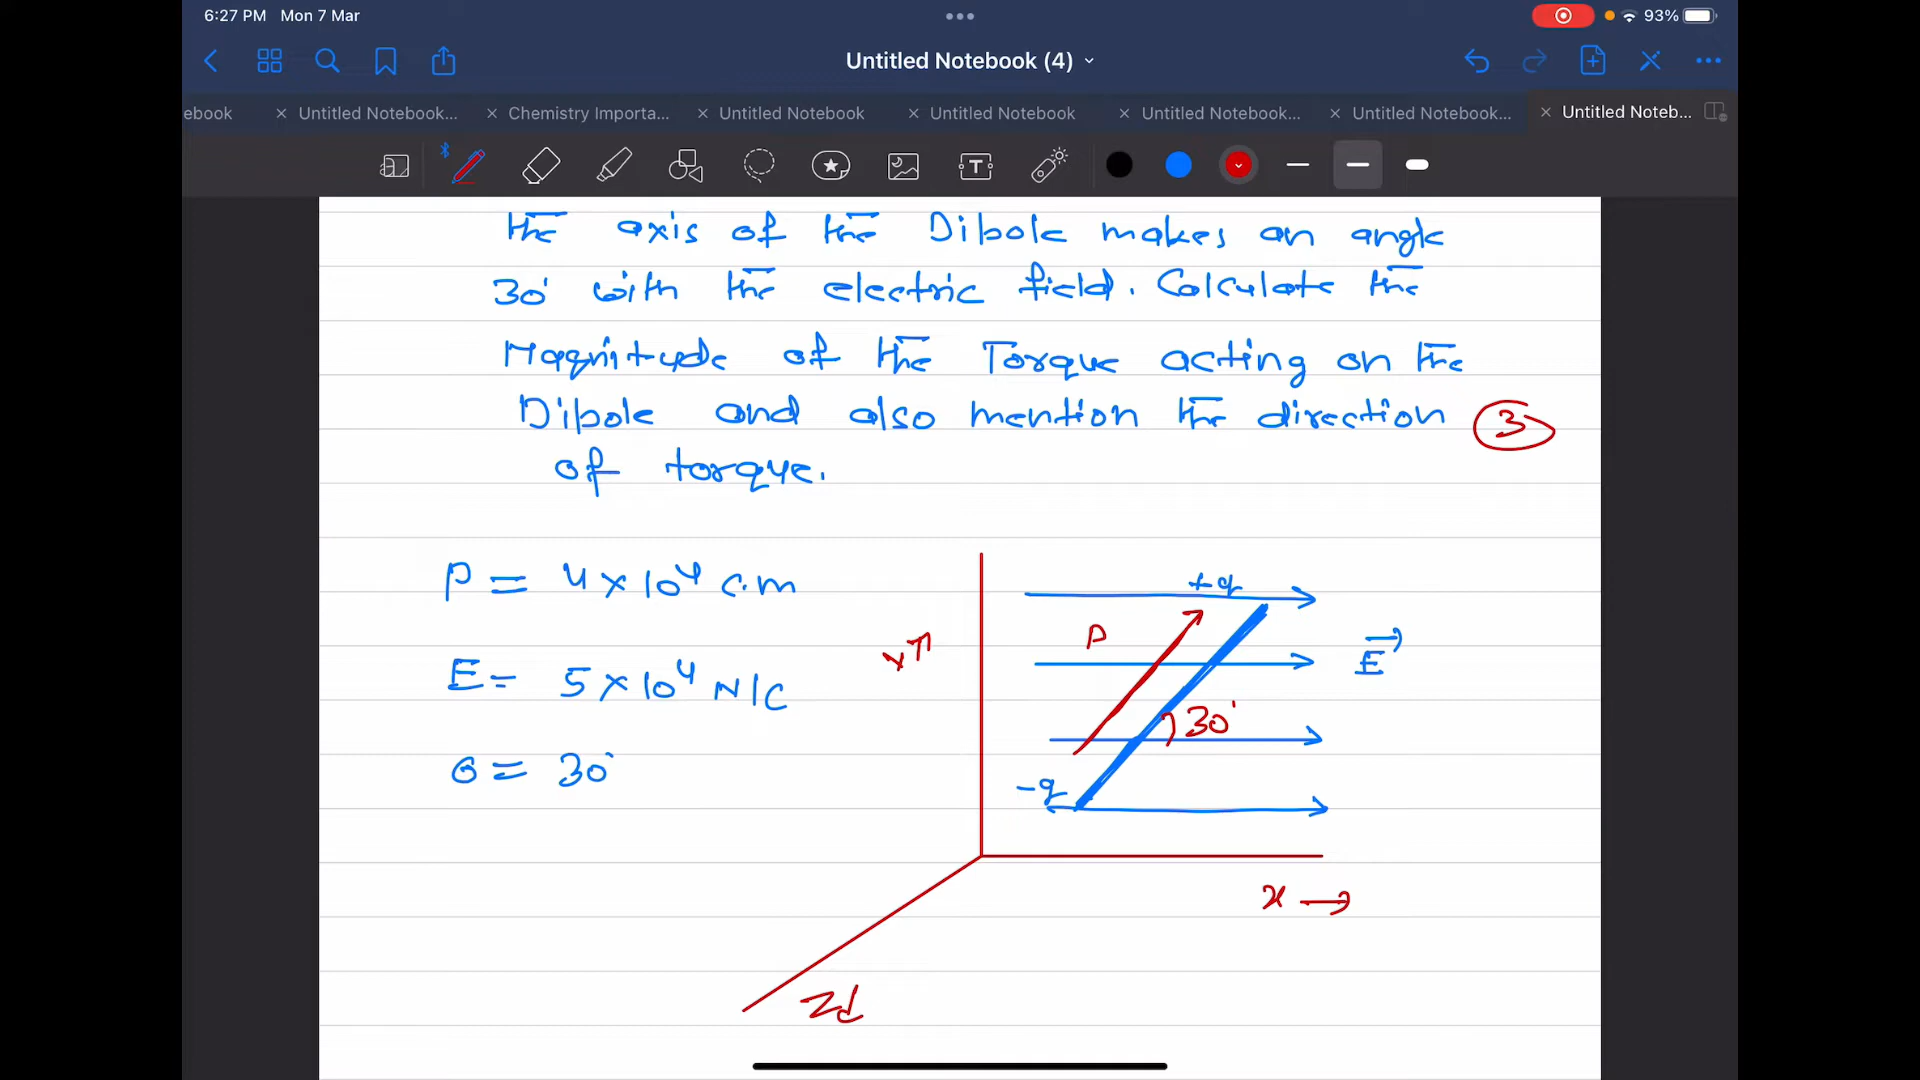 6:27 PM Mon 7 Mar
93%
Untitled Notebook (4)
ebook
Untitled Notebook...
Chemistry Importa...
Untitled Notebook
Untitled Notebook
Untitled Notebook...
Untitled Notebook...
Untitled Noteb...
the axis of the Dipole makes an angle
30° with the electric field. Calculate the
Magnitude of the Torque acting on the
Dipole and also mention the direction 3
of torque.
P = 4×10⁴ C.m
E = 5×10⁴ N/C
θ = 30°
+q
P
E
Y
30°
-q
x →
Z